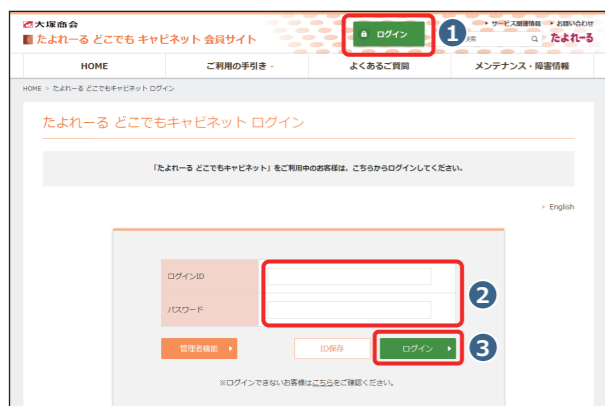 大塚商会
たよれーる どこでも キャビネット 会員サイト
ログイン
1
サービス関連情報 お問い合わせ
検索
たよれーる
HOME ご利用の手引き よくあるご質問 メンテナンス・障害情報
HOME > たよれーる どこでもキャビネット ログイン
たよれーる どこでもキャビネット ログイン
「たよれーる どこでもキャビネット」をご利用中のお客様は、こちらからログインしてください。
English
ログインID
パスワード
2
管理者機能 ID保存 ログイン
3
※ログインできないお客様はこちらをご確認ください。